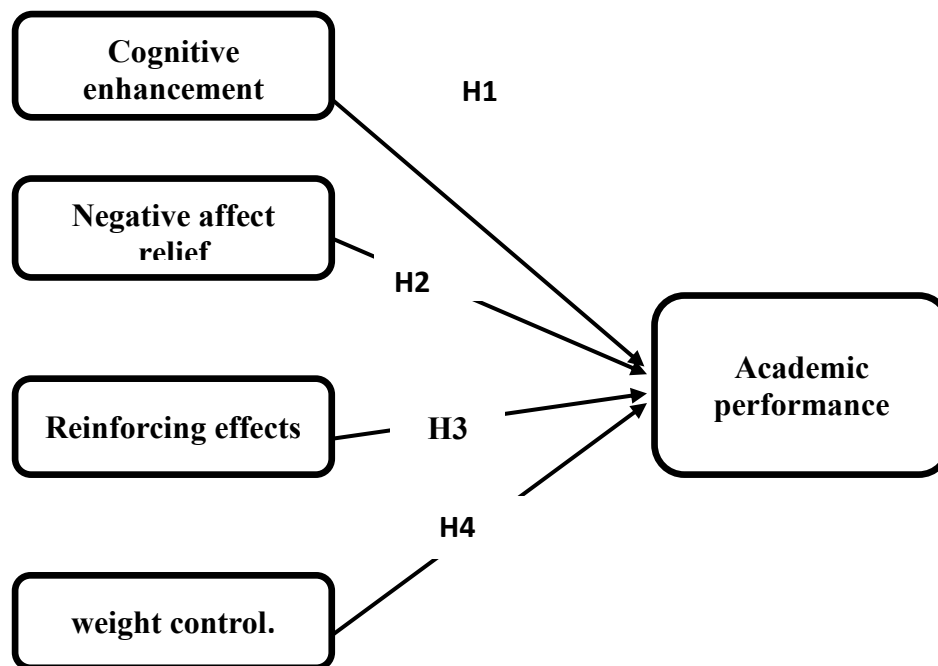 Cognitive
enhancement
H1
Negative affect
relief
H2
Academic
performance
Reinforcing effects
H3
H4
weight control.